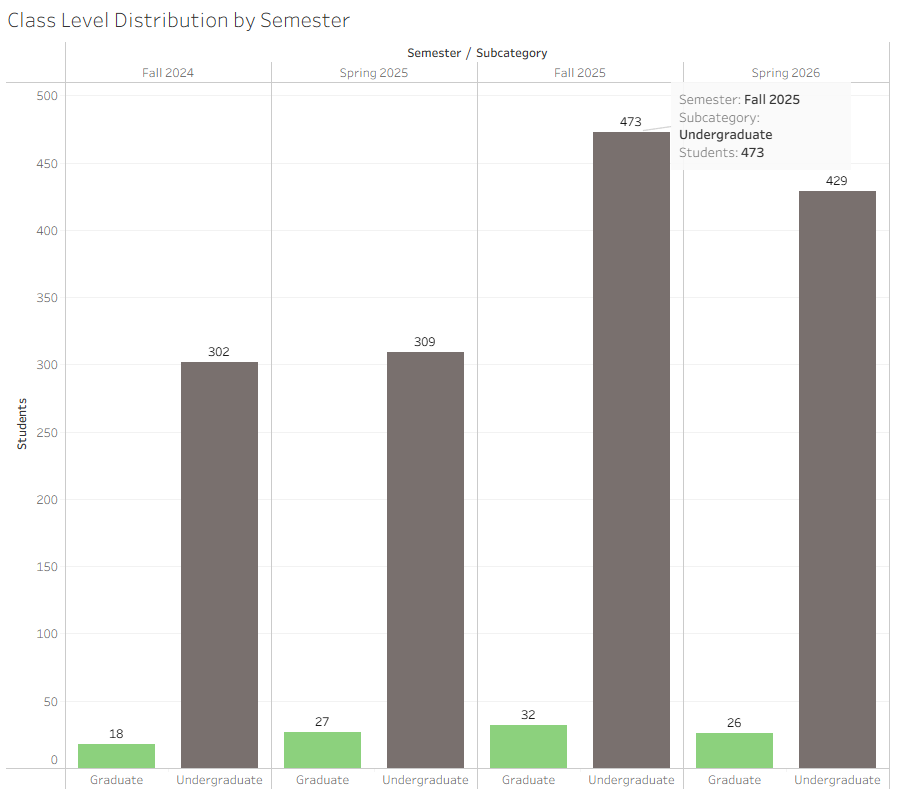 Class Level Distribution by Semester
Semester / Subcategory
Fall 2024 Spring 2025 Fall 2025 Spring 2026
500
450
400
350
300
250
200
150
100
50
0
Students
18
302
27
309
32
473
26
429
Semester: Fall 2025
Subcategory:
Undergraduate
Students: 473
Graduate Undergraduate Graduate Undergraduate Graduate Undergraduate Graduate Undergraduate